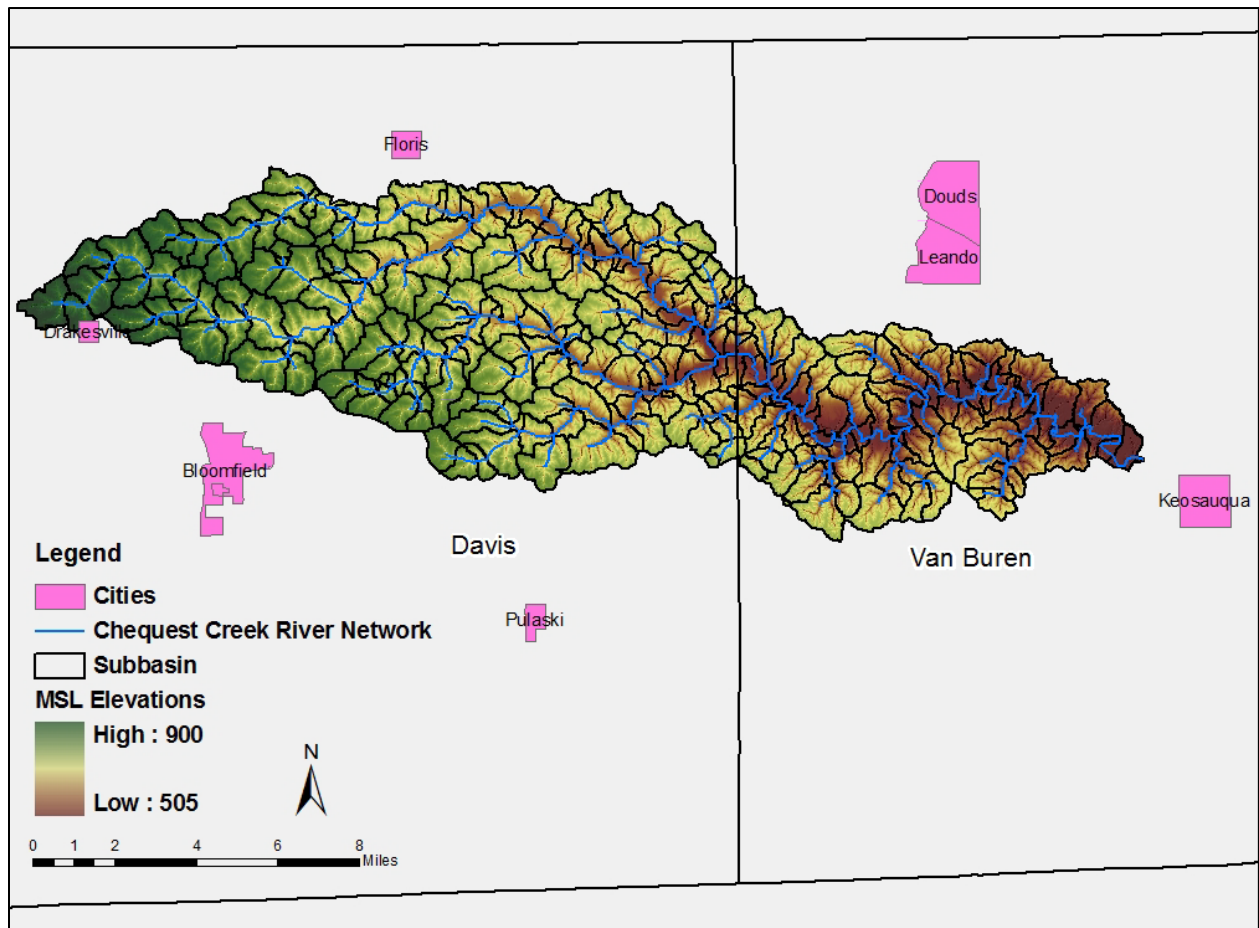 Floris
Douds
Leando
Drakesville
Bloomfield
Keosauqua
Davis
Van Buren
Pulaski
Legend
Cities
Chequest Creek River Network
Subbasin
MSL Elevations
High : 900
Low : 505
N
0 1 2 4 6 8 Miles